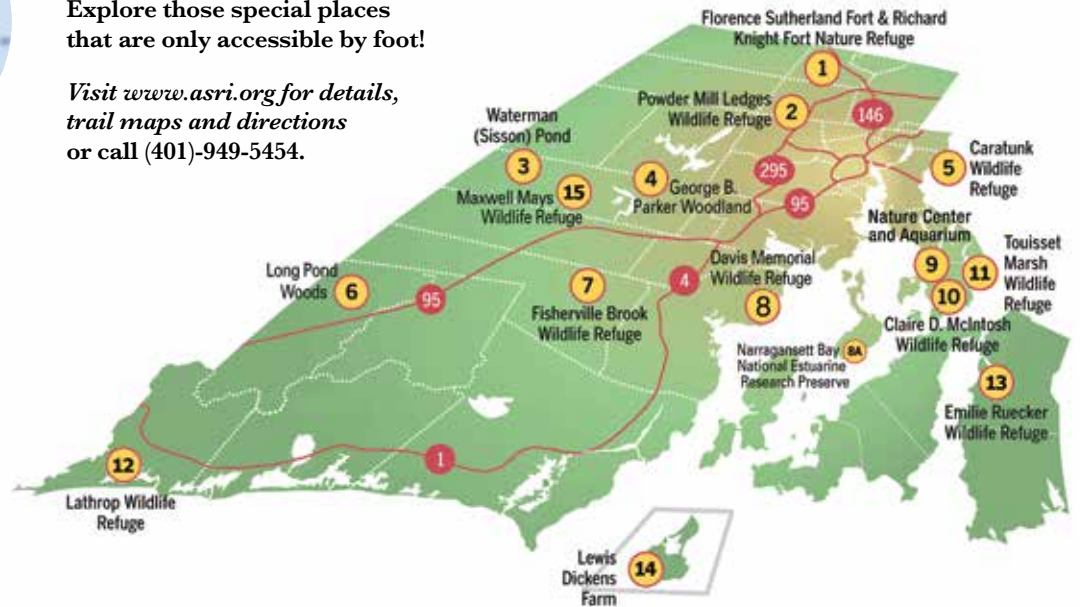 Explore those special places
that are only accessible by foot!
Visit www.asri.org for details,
trail maps and directions
or call (401)-949-5454.
Florence Sutherland Fort & Richard
Knight Fort Nature Refuge
1
Powder Mill Ledges
Wildlife Refuge
2
146
Waterman
(Sisson) Pond
3
Maxwell Mays
Wildlife Refuge
15
4
George B.
Parker Woodland
295
95
5
Caratunk
Wildlife
Refuge
Nature Center
and Aquarium
9
10
11
Touisset
Marsh
Wildlife
Refuge
Claire D. McIntosh
Wildlife Refuge
Long Pond
Woods
6
95
7
Fisherville Brook
Wildlife Refuge
4
Davis Memorial
Wildlife Refuge
8
Narragansett Bay
National Estuarine
Research Preserve
8A
13
Emilie Ruecker
Wildlife Refuge
12
Lathrop Wildlife
Refuge
1
Lewis
Dickens
Farm
14